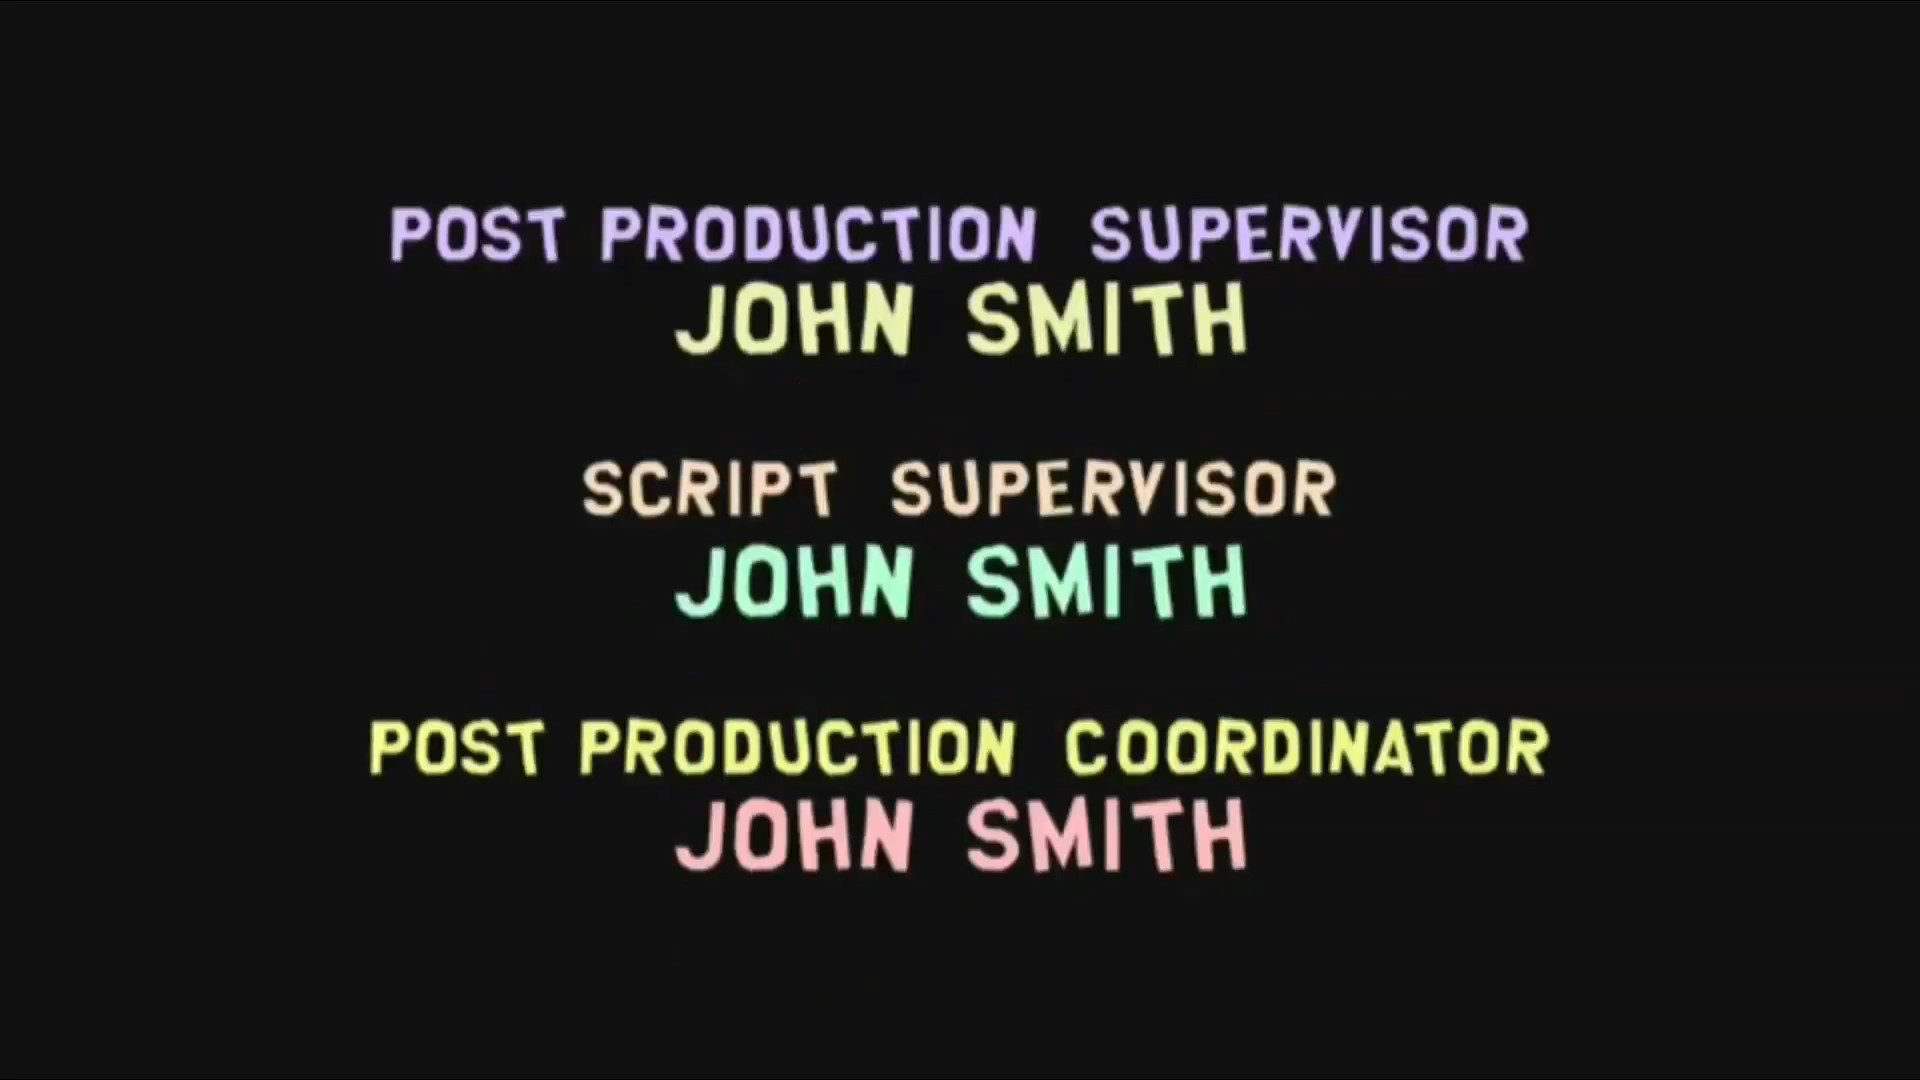 POST PRODUCTION SUPERVISOR
JOHN SMITH
SCRIPT SUPERVISOR
JOHN SMITH
POST PRODUCTION COORDINATOR
JOHN SMITH